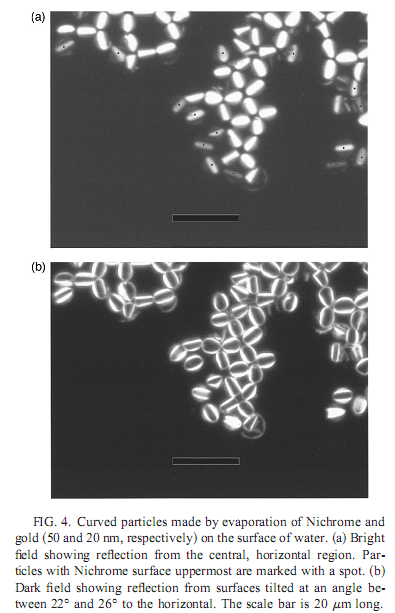 (a)
(b)
FIG. 4. Curved particles made by evaporation of Nichrome and
gold (50 and 20 nm, respectively) on the surface of water. (a) Bright
field showing reflection from the central, horizontal region. Par-
ticles with Nichrome surface uppermost are marked with a spot. (b)
Dark field showing reflection from surfaces tilted at an angle be-
tween 22° and 26° to the horizontal. The scale bar is 20 μm long.